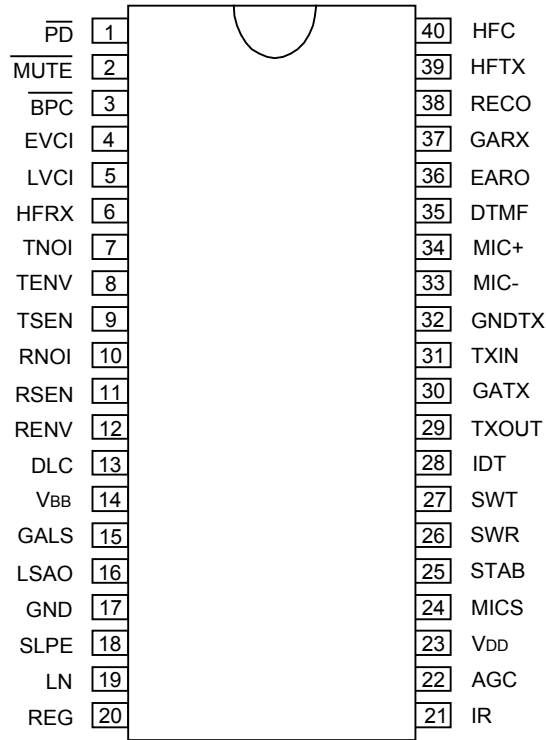 PD 1 40 HFC
MUTE 2 39 HFTX
BPC 3 38 RECO
EVCI 4 37 GARX
LVCI 5 36 EARO
HFRX 6 35 DTMF
TNOI 7 34 MIC+
TENV 8 33 MIC-
TSEN 9 32 GNDTX
RNOI 10 31 TXIN
RSEN 11 30 GATX
RENV 12 29 TXOUT
DLC 13 28 IDT
VBB 14 27 SWT
GALS 15 26 SWR
LSAO 16 25 STAB
GND 17 24 MICS
SLPE 18 23 VDD
LN 19 22 AGC
REG 20 21 IR